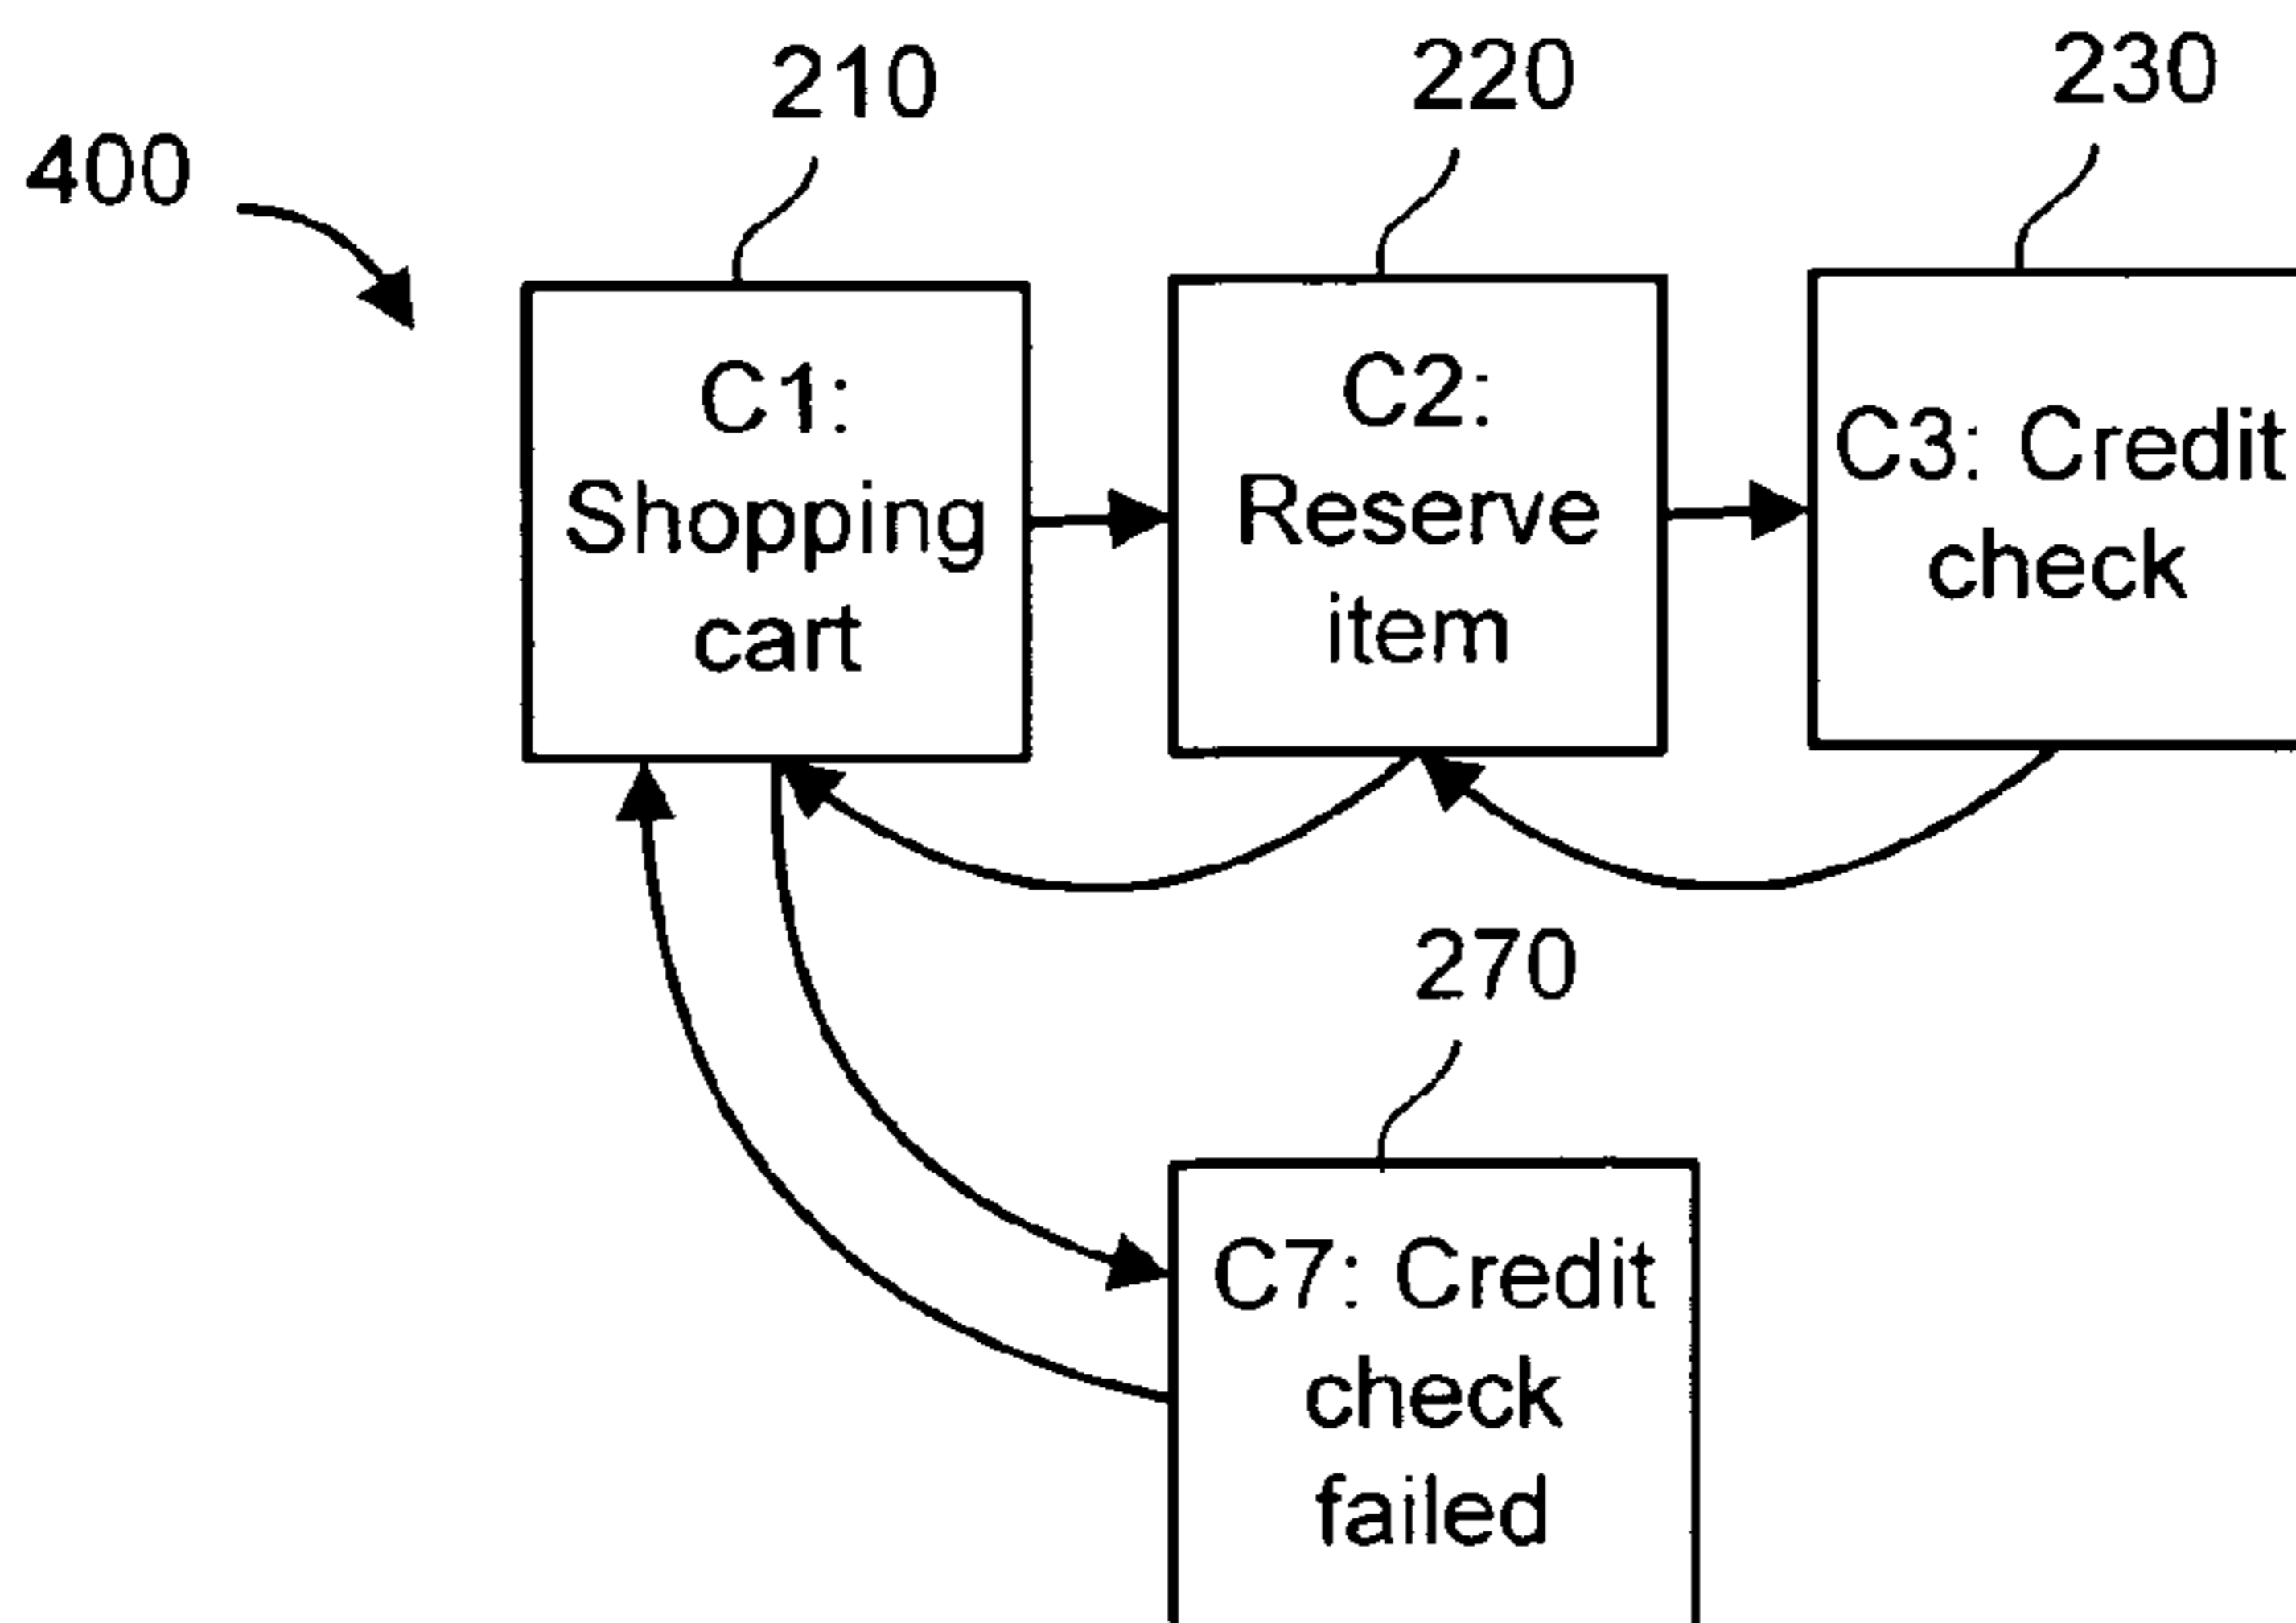 400
210
220
230
C1:
Shopping
cart
C2:
Reserve
item
C3: Credit
check
270
C7: Credit
check
failed